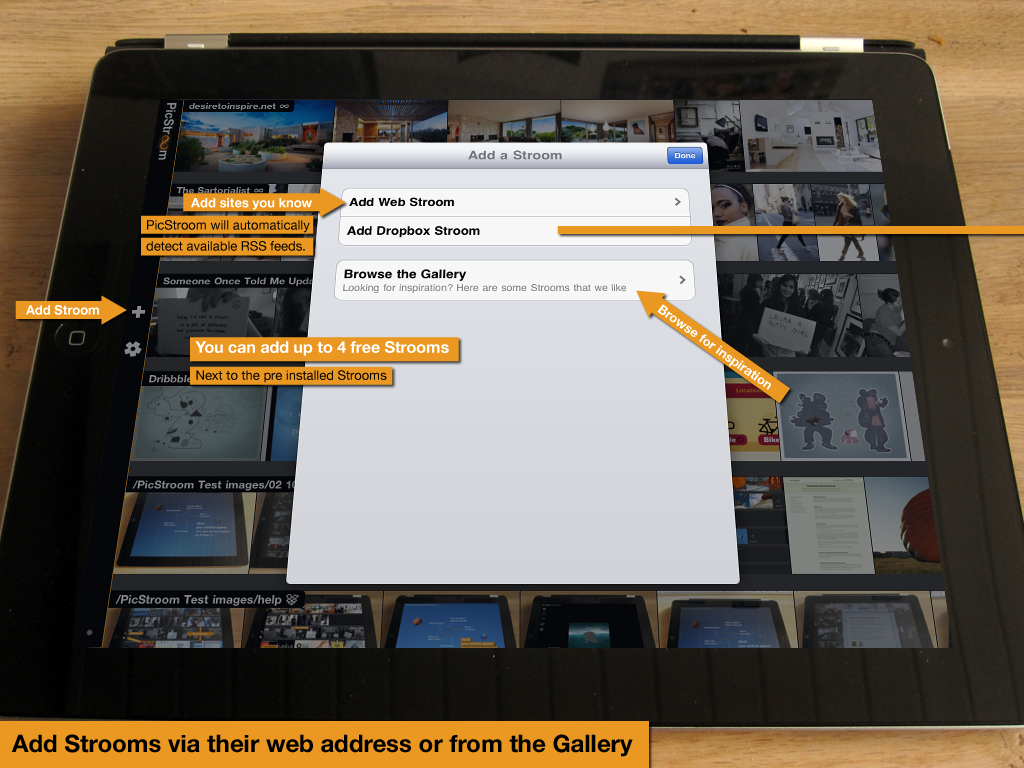 desiretoinspire.net ∞
PicStroom
Add a Stroom
Done
The Sartorialist ∞
Add sites you know
Add Web Stroom
PicStroom will automatically
detect available RSS feeds.
Add Dropbox Stroom
Browse the Gallery
Looking for inspiration? Here are some Strooms that we like
Someone Once Told Me Upda
Add Stroom
Browse for inspiration
You can add up to 4 free Strooms
Next to the pre installed Strooms
Dribbble
/PicStroom Test images/02 10
/PicStroom Test images/help
Add Strooms via their web address or from the Gallery